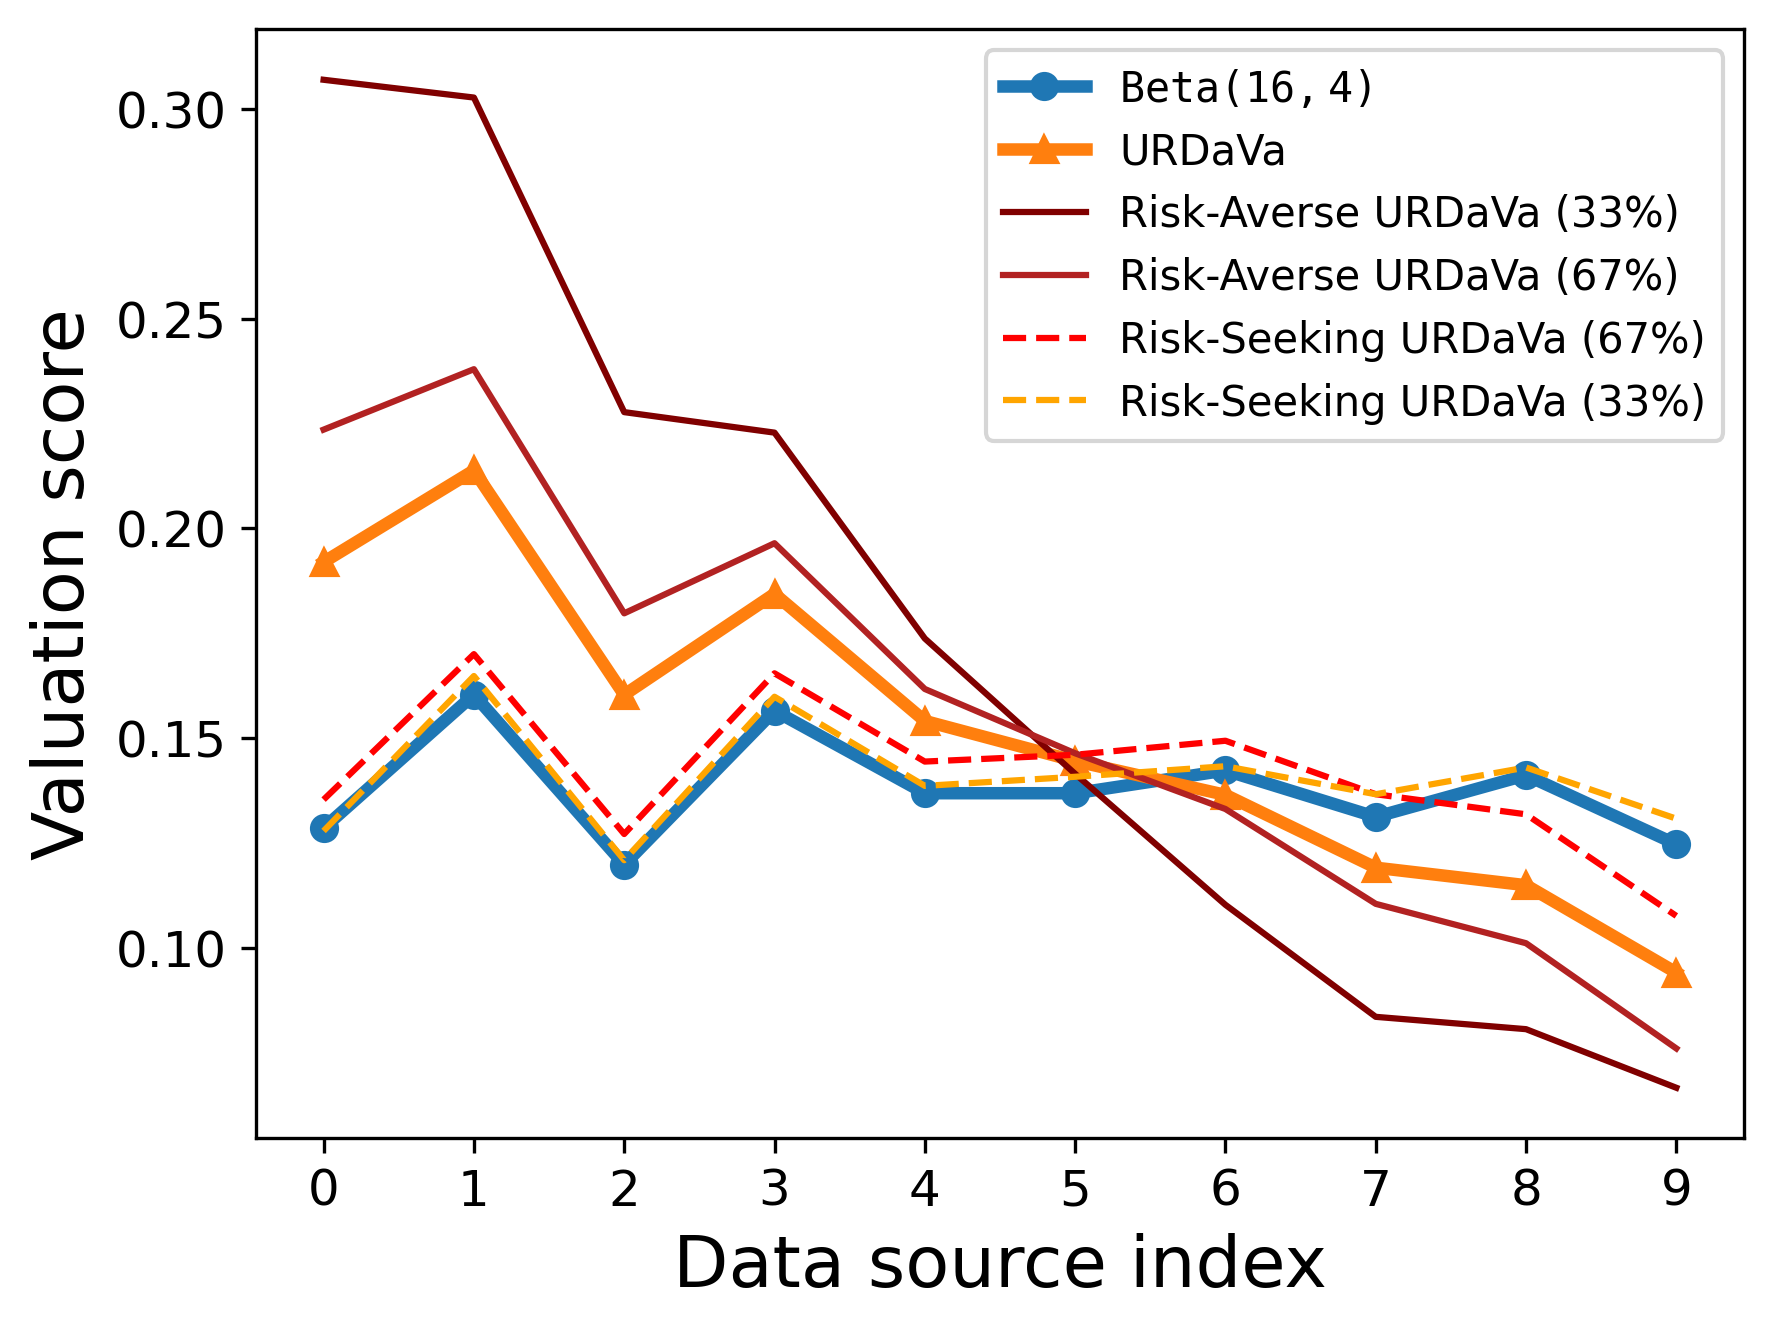 Valuation score
0.30
0.25
0.20
0.15
0.10
Beta(16,4)
URDaVa
Risk-Averse URDaVa (33%)
Risk-Averse URDaVa (67%)
Risk-Seeking URDaVa (67%)
Risk-Seeking URDaVa (33%)
0 1 2 3 4 5 6 7 8 9
Data source index